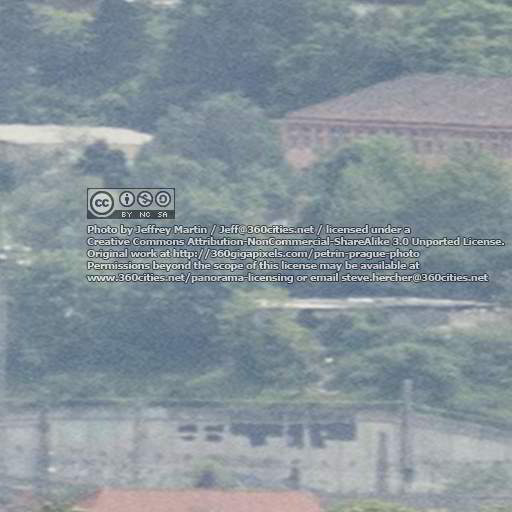 cc BY NC SA
Photo by Jeffrey Martin / Jeff@360cities.net / licensed under a
Creative Commons Attribution-NonCommercial-ShareAlike 3.0 Unported License.
Original work at http://360gigapixels.com/petrin-prague-photo
Permissions beyond the scope of this license may be available at
www.360cities.net/panorama-licensing or email steve.hercher@360cities.net